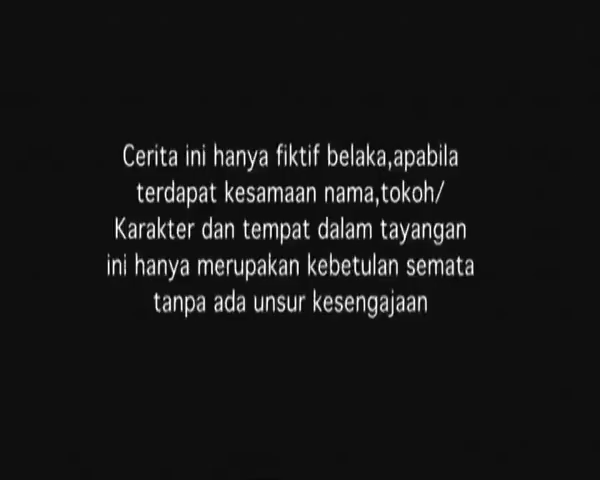 Cerita ini hanya fiktif belaka,apabila
terdapat kesamaan nama,tokoh/
Karakter dan tempat dalam tayangan
ini hanya merupakan kebetulan semata
tanpa ada unsur kesengajaan